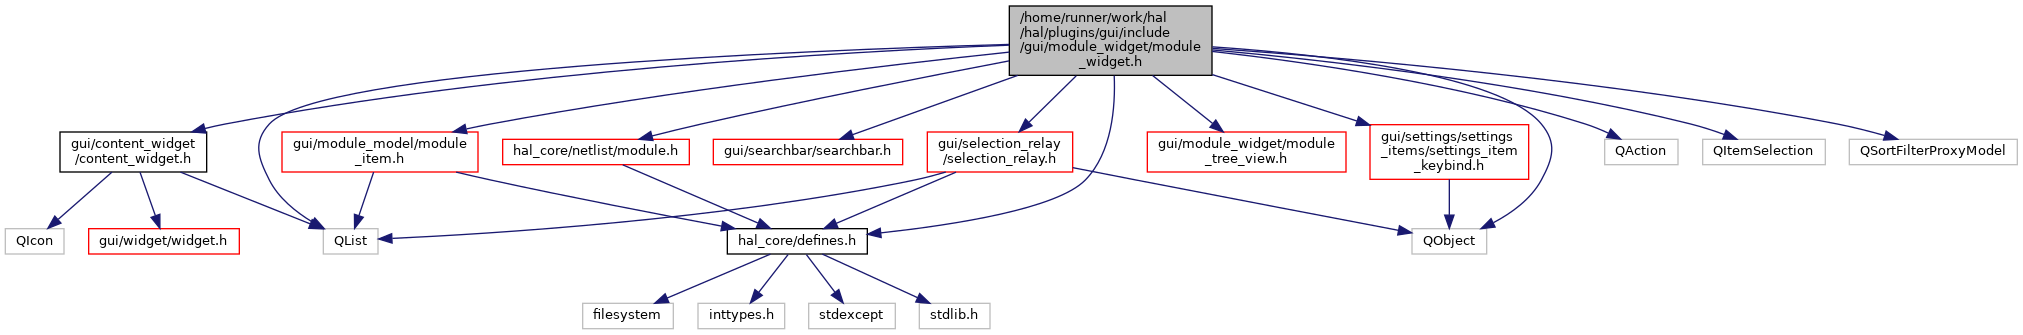 /home/runner/work/hal
/hal/plugins/gui/include
/gui/module_widget/module
_widget.h
gui/content_widget
/content_widget.h
gui/module_model/module
_item.h
hal_core/netlist/module.h
gui/searchbar/searchbar.h
gui/selection_relay
/selection_relay.h
gui/module_widget/module
_tree_view.h
gui/settings/settings
_items/settings_item
_keybind.h
QAction
QItemSelection
QSortFilterProxyModel
QIcon
gui/widget/widget.h
QList
hal_core/defines.h
QObject
filesystem
inttypes.h
stdexcept
stdlib.h